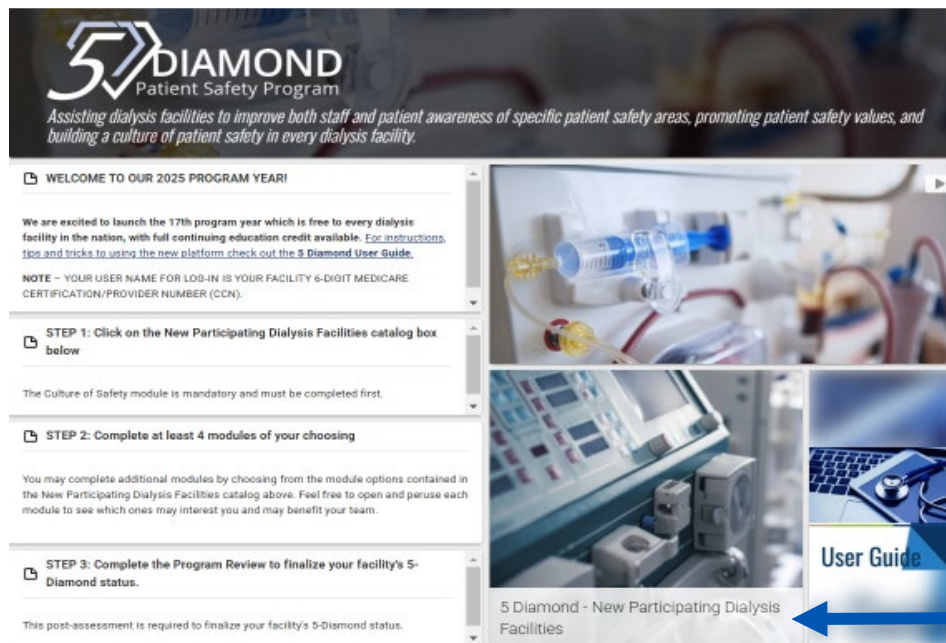 5 DIAMOND
Patient Safety Program
Assisting dialysis facilities to improve both staff and patient awareness of specific patient safety areas, promoting patient safety values, and
building a culture of patient safety in every dialysis facility.
WELCOME TO OUR 2025 PROGRAM YEAR!
We are excited to launch the 17th program year which is free to every dialysis
facility in the nation, with full continuing education credit available. For instructions,
tips and tricks to using the new platform check out the 5 Diamond User Guide.
NOTE – YOUR USER NAME FOR LOG-IN IS YOUR FACILITY 6-DIGIT MEDICARE
CERTIFICATION/PROVIDER NUMBER (CCN).
STEP 1: Click on the New Participating Dialysis Facilities catalog box
below
The Culture of Safety module is mandatory and must be completed first.
STEP 2: Complete at least 4 modules of your choosing
You may complete additional modules by choosing from the module options contained in
the New Participating Dialysis Facilities catalog above. Feel free to open and peruse each
module to see which ones may interest you and may benefit your team.
STEP 3: Complete the Program Review to finalize your facility's 5-
Diamond status.
This post-assessment is required to finalize your facility's 5-Diamond status.
5 Diamond - New Participating Dialysis
Facilities
User Guide